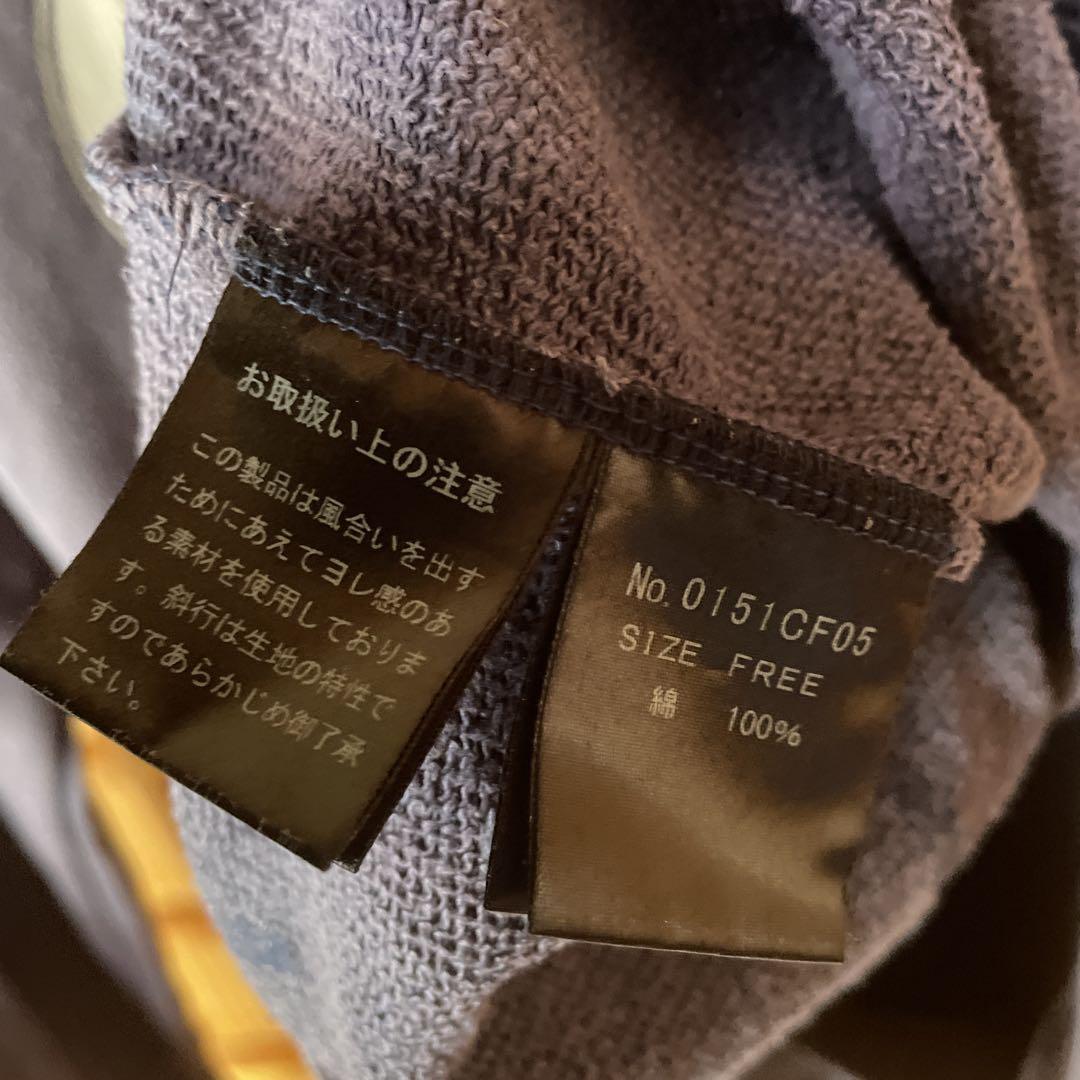 お取扱い上の注意
この製品は風合いを出す
ためにあえてヨレ感のあ
る素材を使用しておりま
す。斜行は生地の特性で
すのであらかじめ御了承
下さい。
No.0151CF05
SIZE FREE
綿 100%